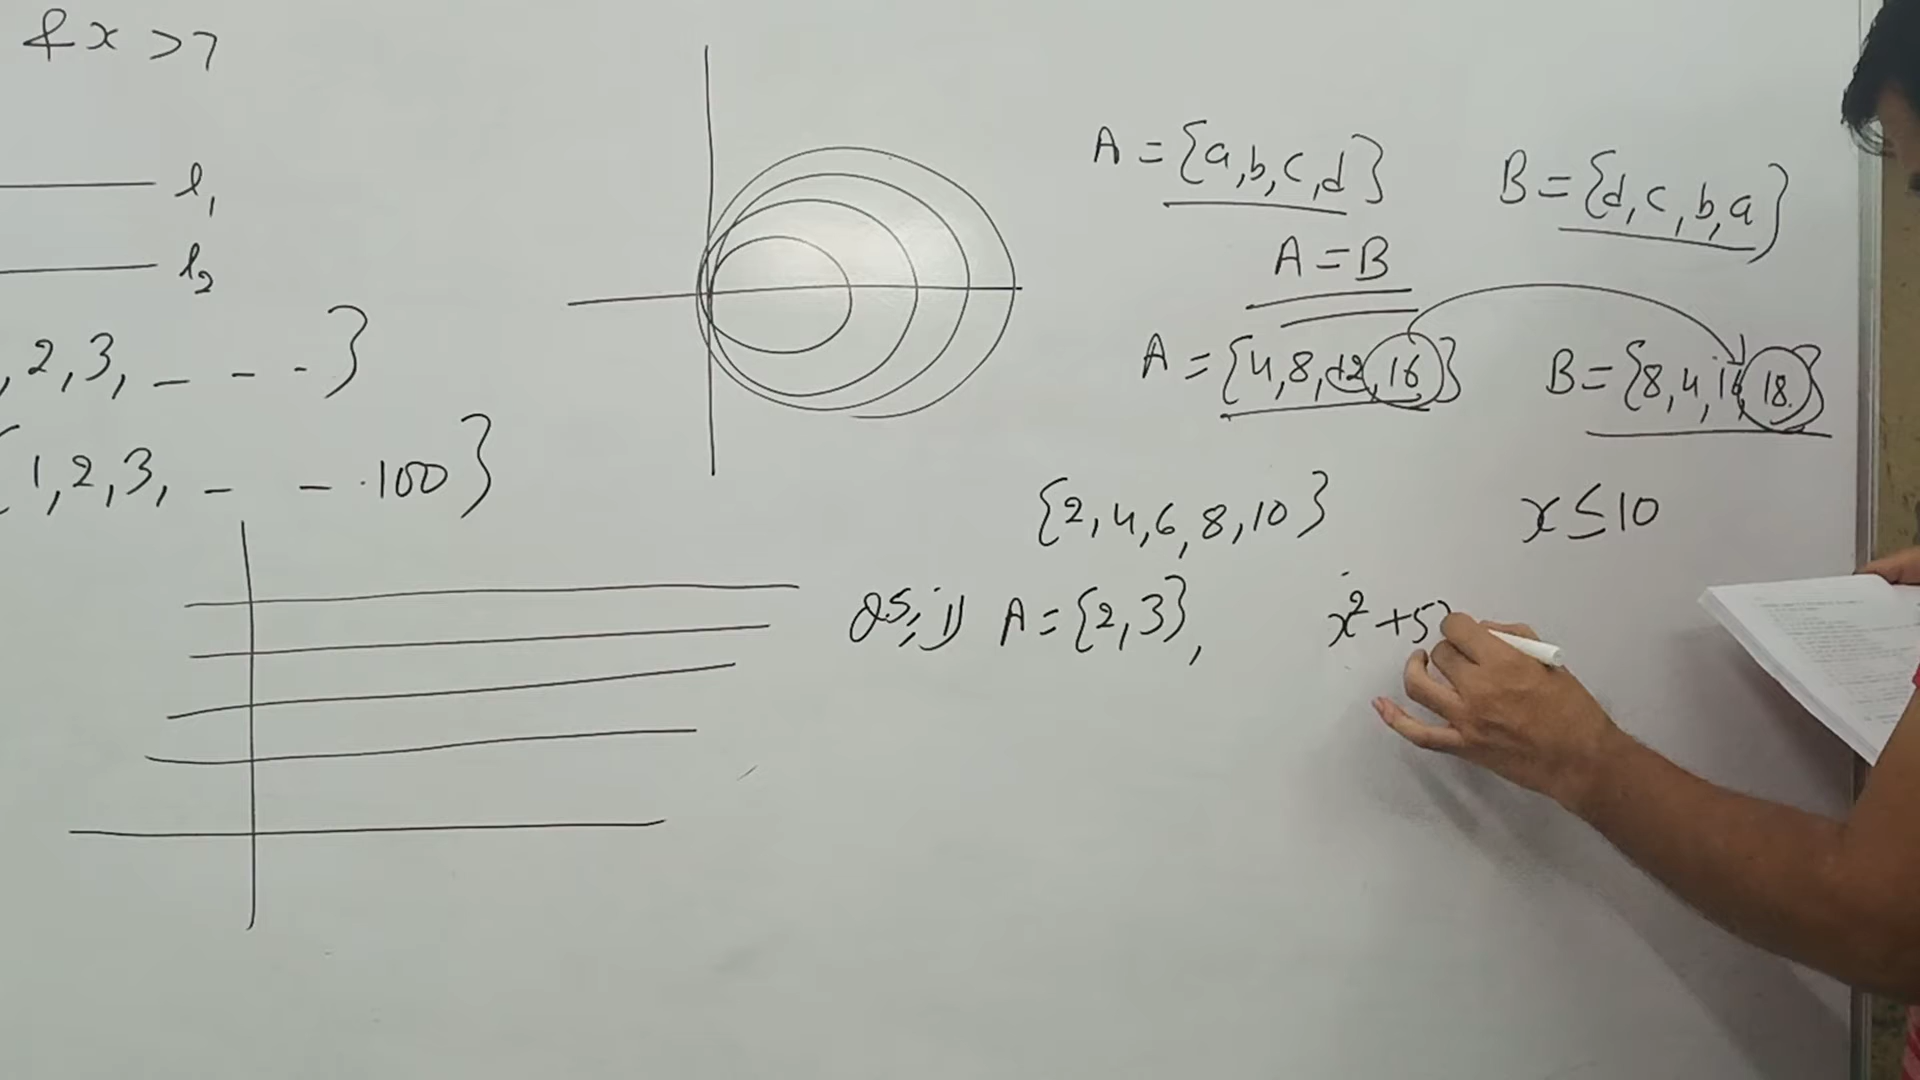 & x > 7
l₁
l₂
, 2, 3, _ _ _ }
{ 1, 2, 3, _ _ . 100 }
A = {a, b, c, d}
B = {d, c, b, a}
A = B
A = {4, 8, 12, 16}
B = {8, 4, 16, 18}
{2, 4, 6, 8, 10}
x ≤ 10
Q5, i) A = {2, 3},
x² + 5